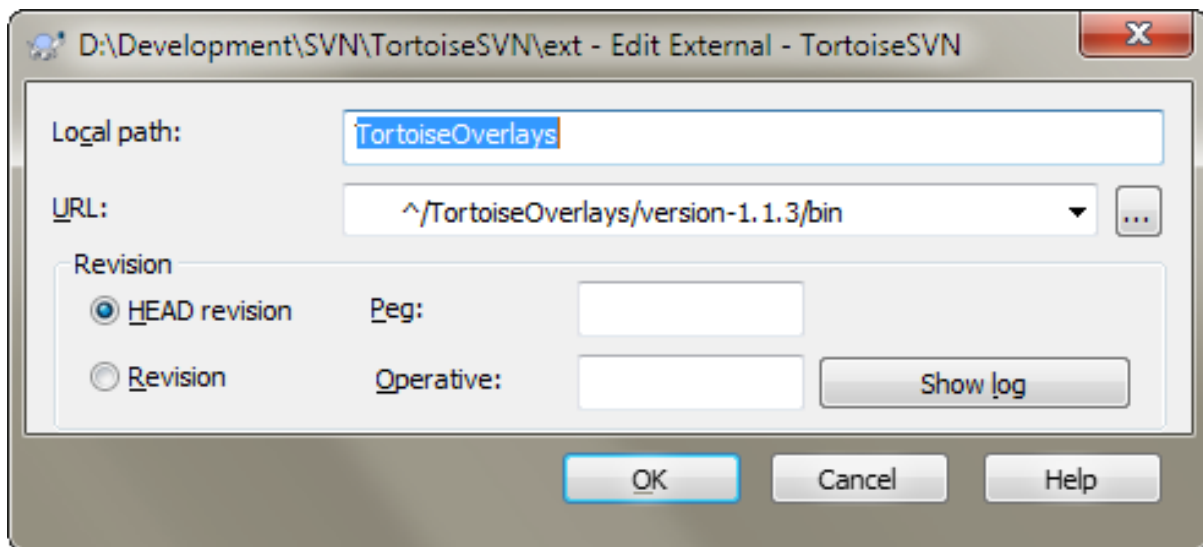 D:\Development\SVN\TortoiseSVN\ext - Edit External - TortoiseSVN
Local path: TortoiseOverlays
URL: ^/TortoiseOverlays/version-1.1.3/bin ...
Revision
HEAD revision Peg:
Revision Operative: Show log
OK Cancel Help